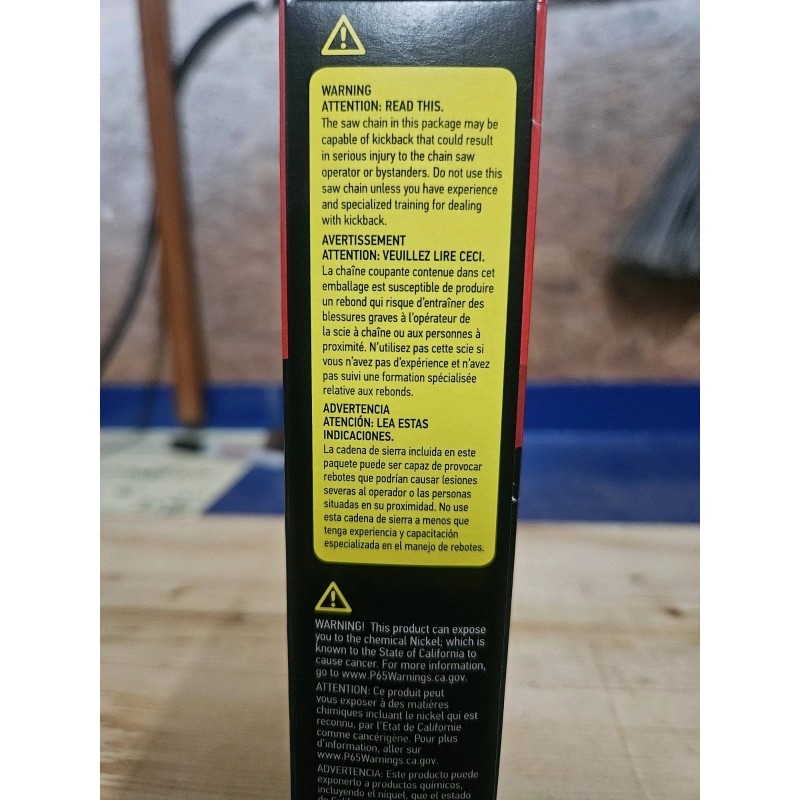 WARNING
ATTENTION: READ THIS.
The saw chain in this package may be
capable of kickback that could result
in serious injury to the chain saw
operator or bystanders. Do not use this
saw chain unless you have experience
and specialized training for dealing
with kickback.
AVERTISSEMENT
ATTENTION: VEUILLEZ LIRE CECI.
La chaîne coupante contenue dans cet
emballage est susceptible de produire
un rebond qui risque d'entraîner des
blessures graves à l'opérateur de
la scie à chaîne ou aux personnes à
proximité. N'utilisez pas cette scie si
vous n'avez pas d'expérience et n'avez
pas suivi une formation spécialisée
relative aux rebonds.
ADVERTENCIA
ATENCIÓN: LEA ESTAS
INDICACIONES.
La cadena de sierra incluida en este
paquete puede ser capaz de provocar
rebotes que podrían causar lesiones
severas al operador o las personas
situadas en su proximidad. No use
esta cadena de sierra a menos que
tenga experiencia y capacitación
especializada en el manejo de rebotes.
WARNING! This product can expose
you to the chemical Nickel; which is
known to the State of California to
cause cancer. For more information,
go to www.P65Warnings.ca.gov.
ATTENTION: Ce produit peut
vous exposer à des matières
chimiques incluant le nickel qui est
reconnu, par l'Etat de Californie
comme cancérigène. Pour plus
d'information, aller sur
www.P65Warnings.ca.gov.
ADVERTENCIA: Este producto puede
exponerlo a productos químicos,
incluyendo el níquel, que el estado
de California